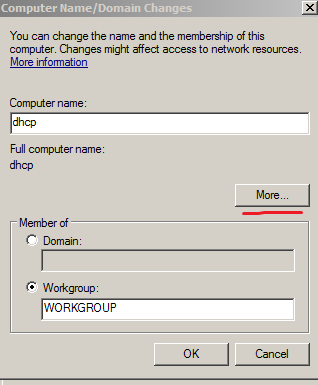 Computer Name/Domain Changes
You can change the name and the membership of this
computer. Changes might affect access to network resources.
More information
Computer name:
dhcp
Full computer name:
dhcp
More...
Member of
Domain:
Workgroup:
WORKGROUP
OK
Cancel